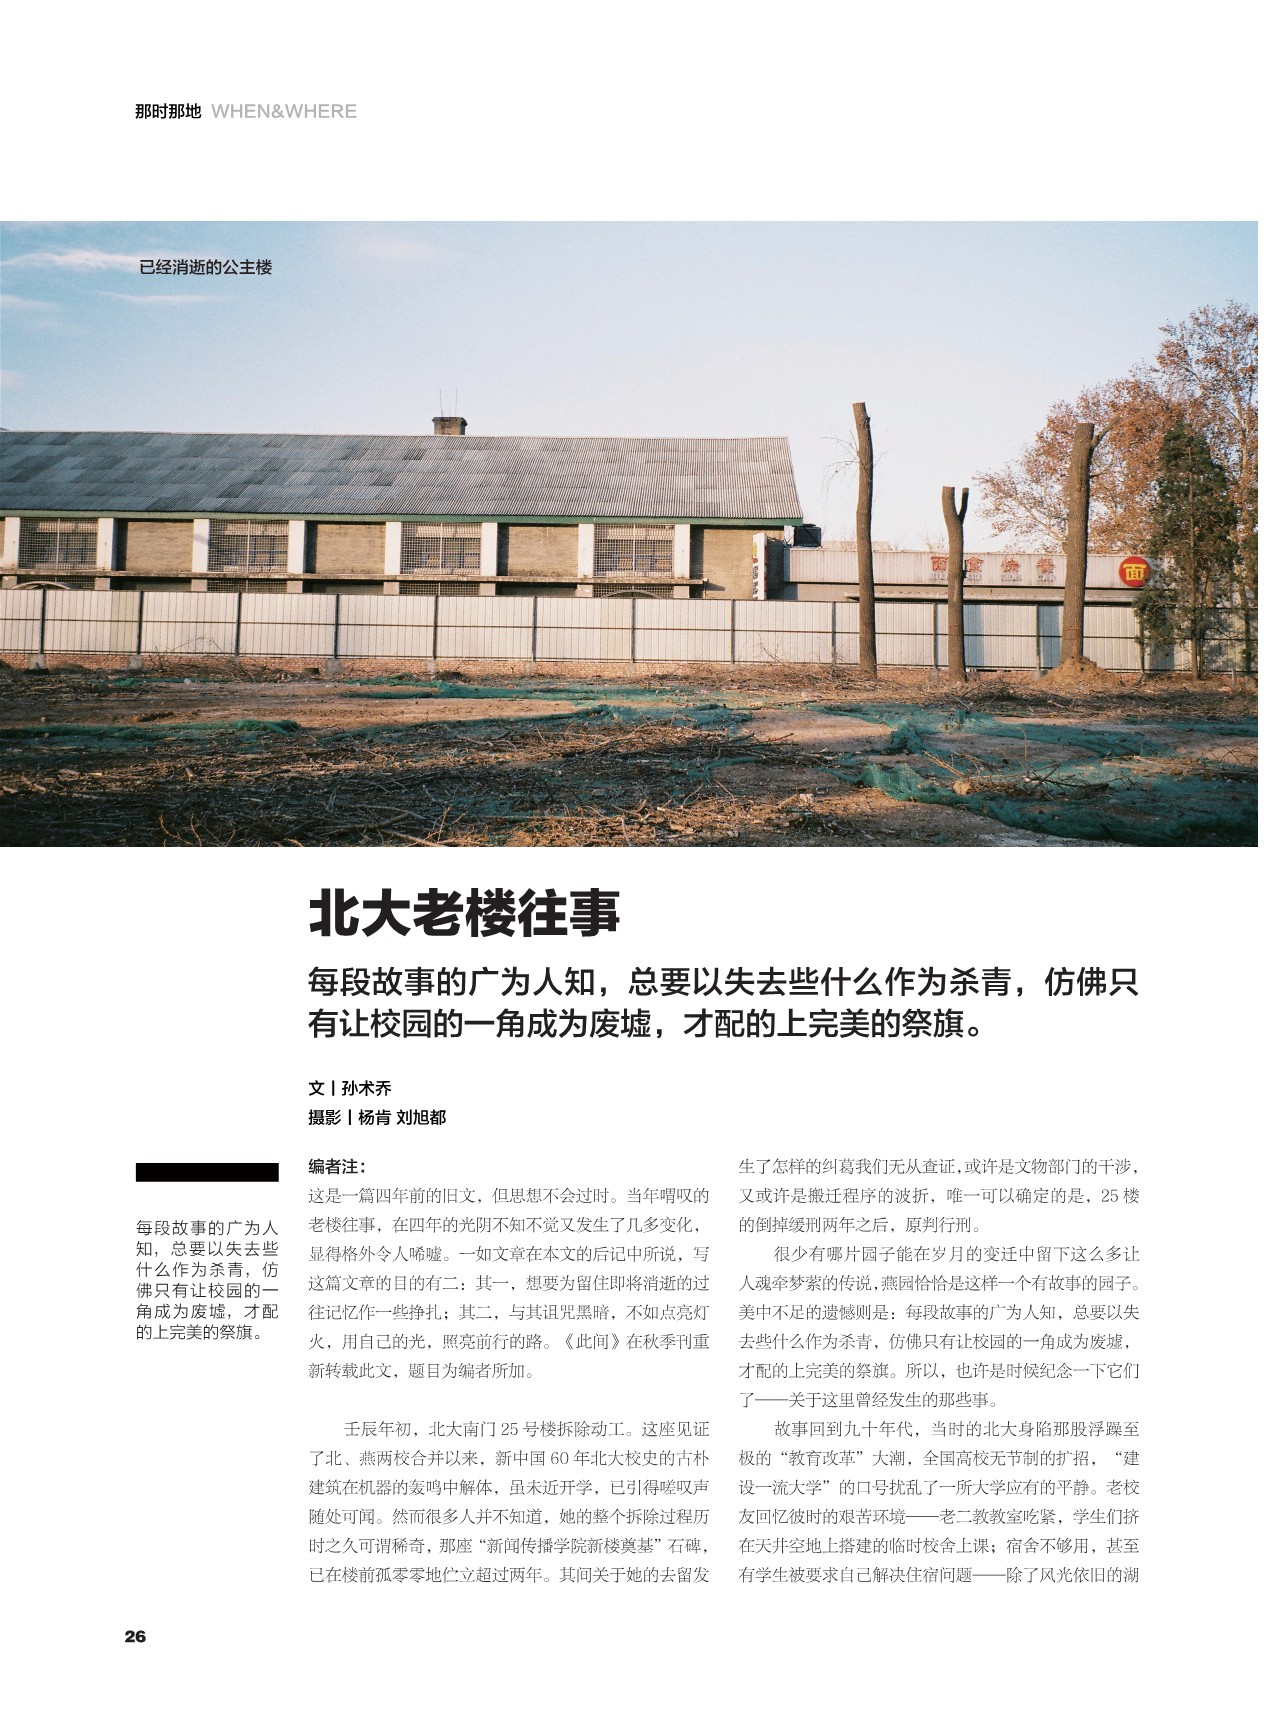 那时那地 WHEN&WHERE
已经消逝的公主楼
面
北大老楼往事
每段故事的广为人知，总要以失去些什么作为杀青，仿佛只
有让校园的一角成为废墟，才配的上完美的祭旗。
文丨孙术乔
摄影丨杨肯 刘旭都
每段故事的广为人
知，总要以失去些
什么作为杀青，仿
佛只有让校园的一
角成为废墟，才配
的上完美的祭旗。
编者注：
这是一篇四年前的旧文，但思想不会过时。当年喟叹的
老楼往事，在四年的光阴不知不觉又发生了几多变化，
显得格外令人唏嘘。一如文章在本文的后记中所说，写
这篇文章的目的有二：其一，想要为留住即将消逝的过
往记忆作一些挣扎；其二，与其诅咒黑暗，不如点亮灯
火，用自己的光，照亮前行的路。《此间》在秋季刊重
新转载此文，题目为编者所加。
壬辰年初，北大南门 25 号楼拆除动工。这座见证
了北、燕两校合并以来，新中国 60 年北大校史的古朴
建筑在机器的轰鸣中解体，虽未近开学，已引得嗟叹声
随处可闻。然而很多人并不知道，她的整个拆除过程历
时之久可谓稀奇，那座“新闻传播学院新楼奠基”石碑，
已在楼前孤零零地伫立超过两年。其间关于她的去留发
生了怎样的纠葛我们无从查证，或许是文物部门的干涉，
又或许是搬迁程序的波折，唯一可以确定的是，25 楼
的倒掉缓刑两年之后，原判行刑。
很少有哪片园子能在岁月的变迁中留下这么多让
人魂牵梦萦的传说，燕园恰恰是这样一个有故事的园子。
美中不足的遗憾则是：每段故事的广为人知，总要以失
去些什么作为杀青，仿佛只有让校园的一角成为废墟，
才配的上完美的祭旗。所以，也许是时候纪念一下它们
了——关于这里曾经发生的那些事。
故事回到九十年代，当时的北大身陷那股浮躁至
极的“教育改革”大潮，全国高校无节制的扩招，“建
设一流大学”的口号扰乱了一所大学应有的平静。老校
友回忆彼时的艰苦环境——老二教教室吃紧，学生们挤
在天井空地上搭建的临时校舍上课；宿舍不够用，甚至
有学生被要求自己解决住宿问题——除了风光依旧的湖
26